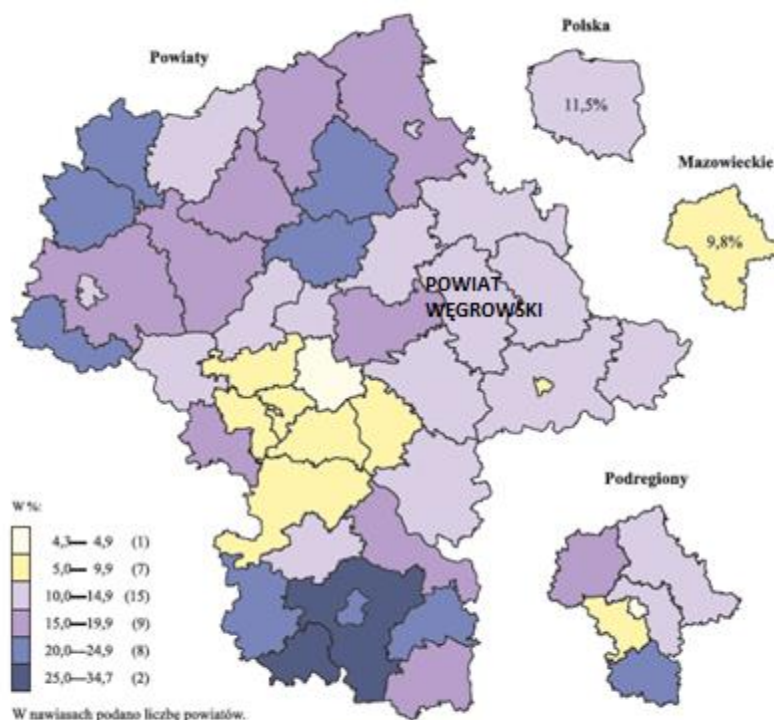 Polska
Powiaty
11,5%
Mazowieckie
9,8%
POWIAT
WĘGROWSKI
Podregiony
W %:
4,3— 4,9 (1)
5,0— 9,9 (7)
10,0—14,9 (15)
15,0—19,9 (9)
20,0—24,9 (8)
25,0—34,7 (2)
W nawiasach podano liczbę powiatów.